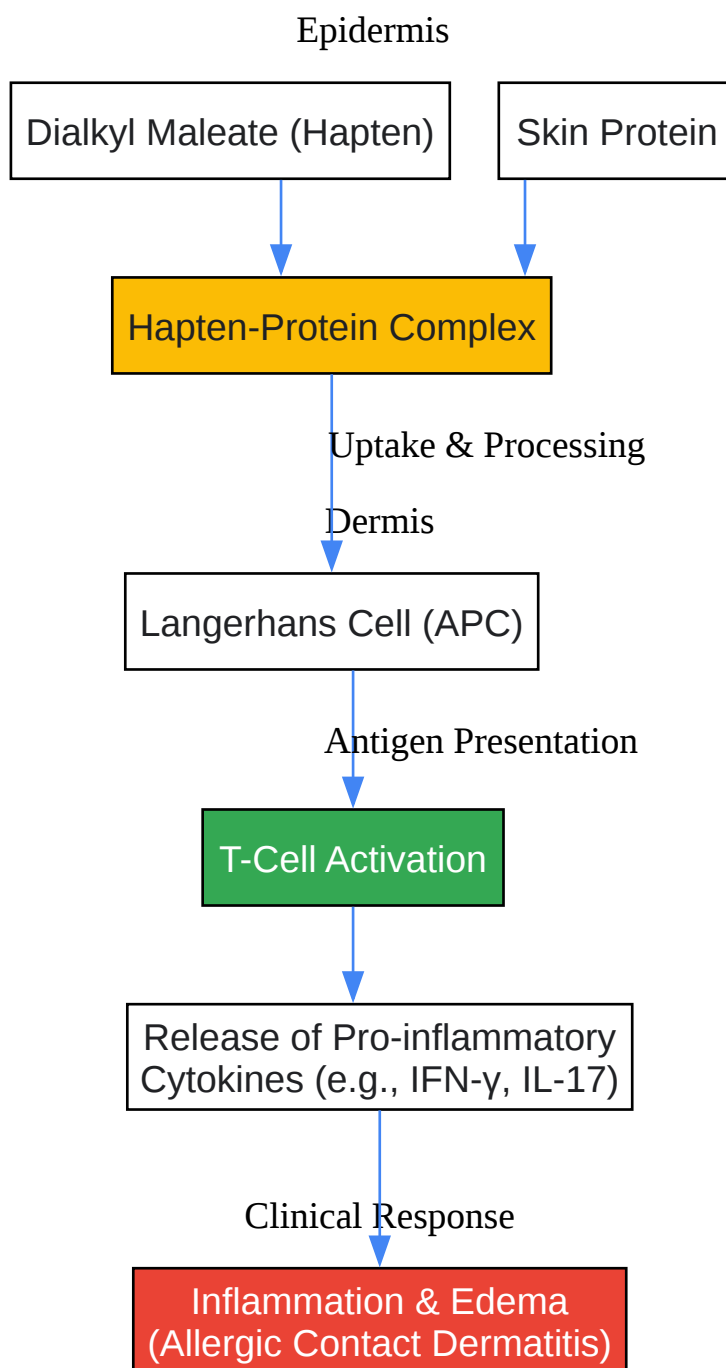 Epidermis
Dialkyl Maleate (Hapten)
Skin Protein
Hapten-Protein Complex
Uptake & Processing
Dermis
Langerhans Cell (APC)
Antigen Presentation
T-Cell Activation
Release of Pro-inflammatory
Cytokines (e.g., IFN-γ, IL-17)
Clinical Response
Inflammation & Edema
(Allergic Contact Dermatitis)